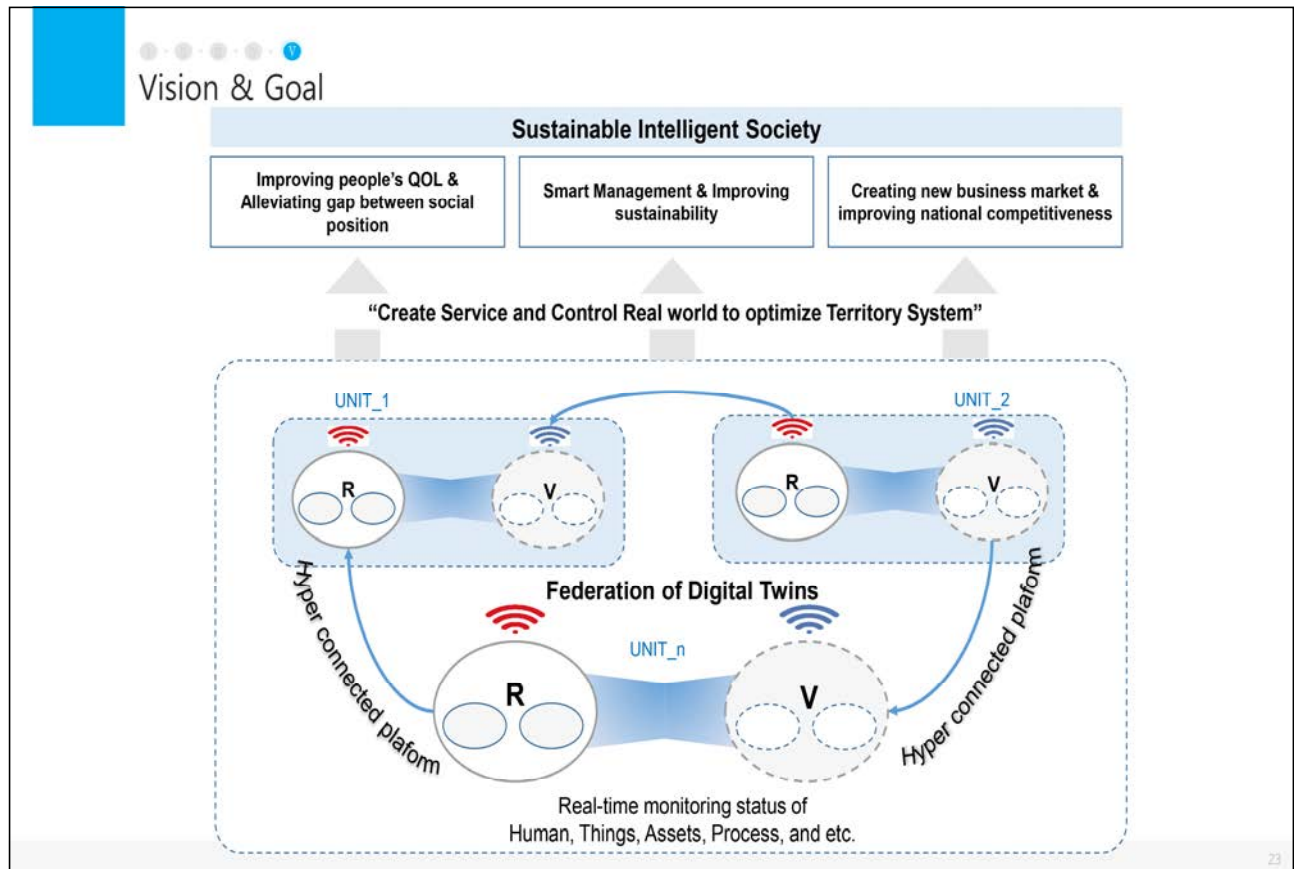 V
Vision & Goal
Sustainable Intelligent Society
Improving people's QOL &
Alleviating gap between social
position
Smart Management & Improving
sustainability
Creating new business market &
improving national competitiveness
“Create Service and Control Real world to optimize Territory System”
UNIT_1
UNIT_2
R
V
R
V
Hyper connected plaform
Federation of Digital Twins
Hyper connected plaform
UNIT_n
R
V
Real-time monitoring status of
Human, Things, Assets, Process, and etc.
23